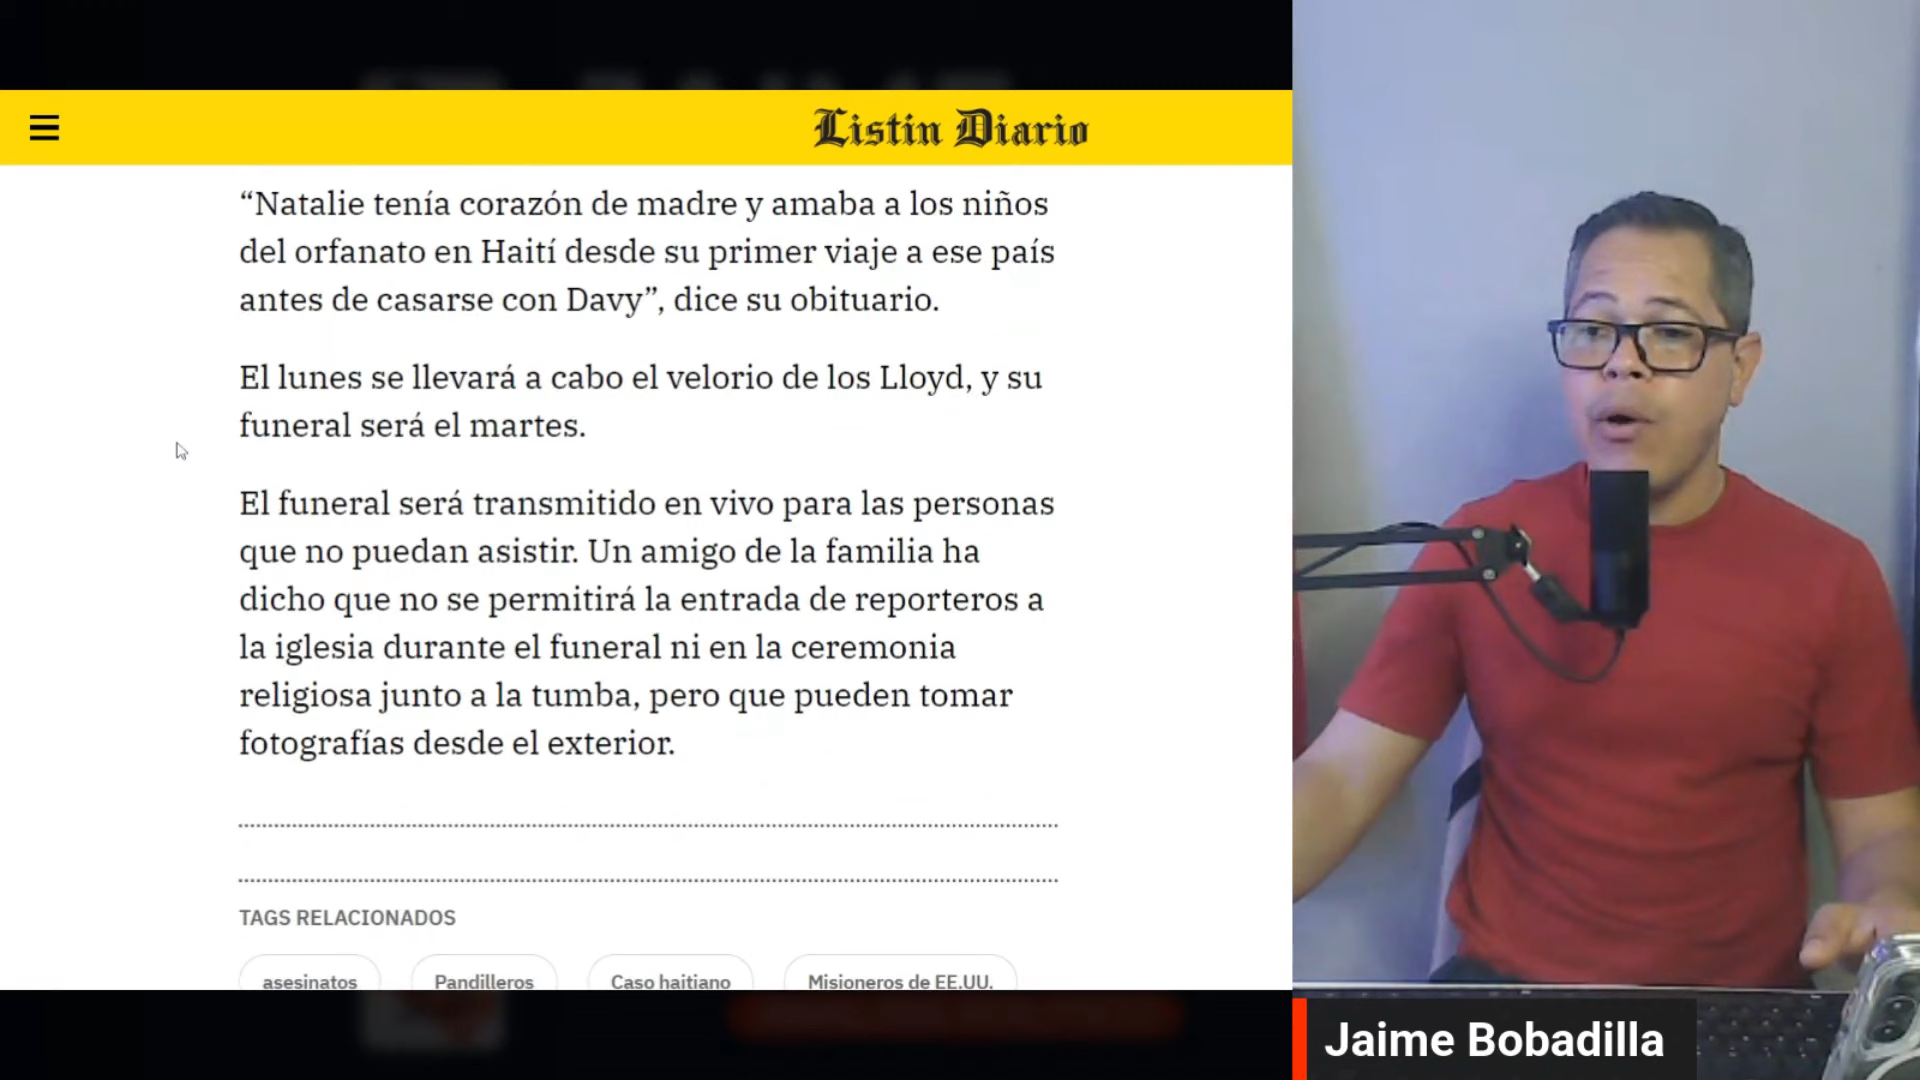 Listin Diario
“Natalie tenía corazón de madre y amaba a los niños
del orfanato en Haití desde su primer viaje a ese país
antes de casarse con Davy”, dice su obituario.
El lunes se llevará a cabo el velorio de los Lloyd, y su
funeral será el martes.
El funeral será transmitido en vivo para las personas
que no puedan asistir. Un amigo de la familia ha
dicho que no se permitirá la entrada de reporteros a
la iglesia durante el funeral ni en la ceremonia
religiosa junto a la tumba, pero que pueden tomar
fotografías desde el exterior.
TAGS RELACIONADOS
asesinatos
Pandilleros
Caso haitiano
Misioneros de EE.UU.
Jaime Bobadilla